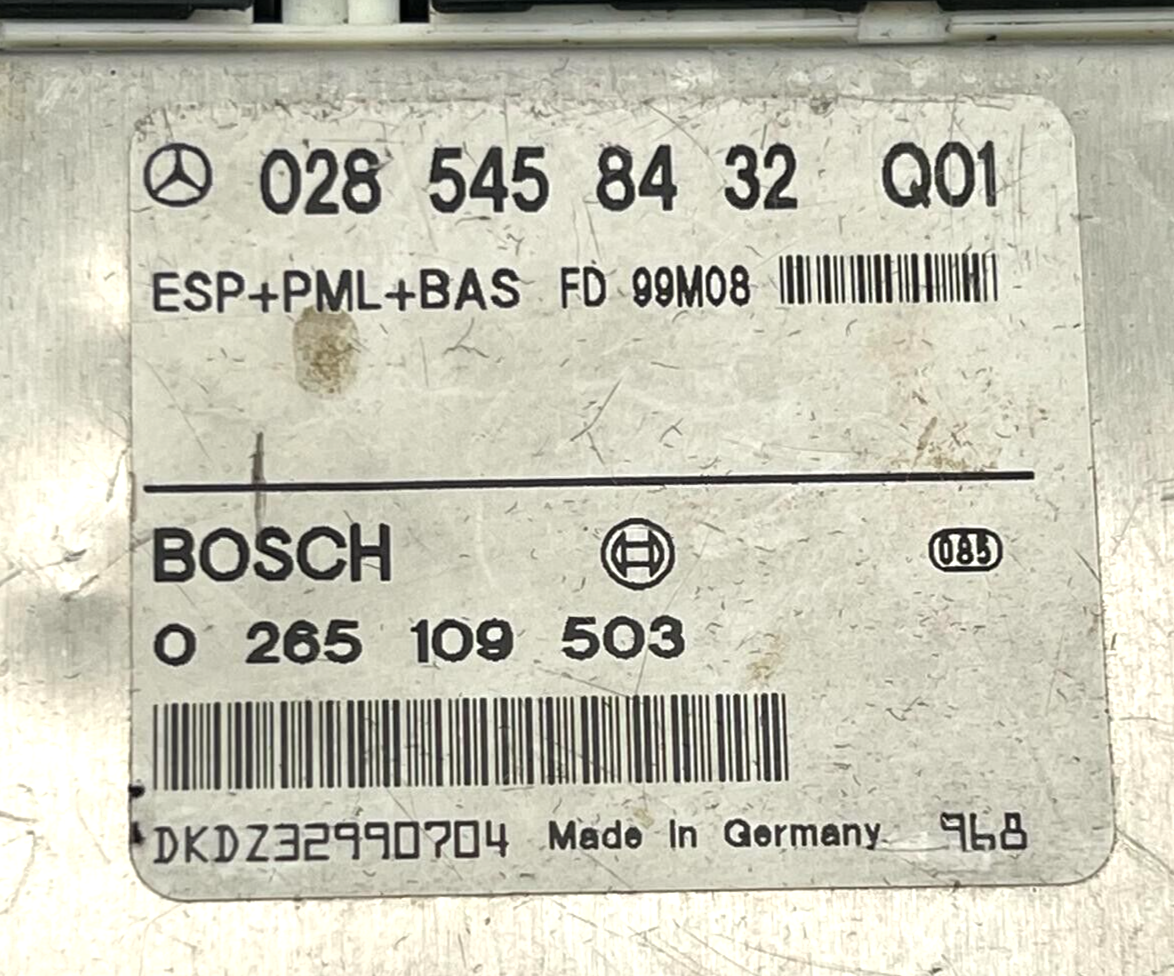 028 545 84 32 Q01
ESP+PML+BAS FD 99M08
BOSCH 085
0 265 109 503
DKDZ32990704 Made In Germany 968